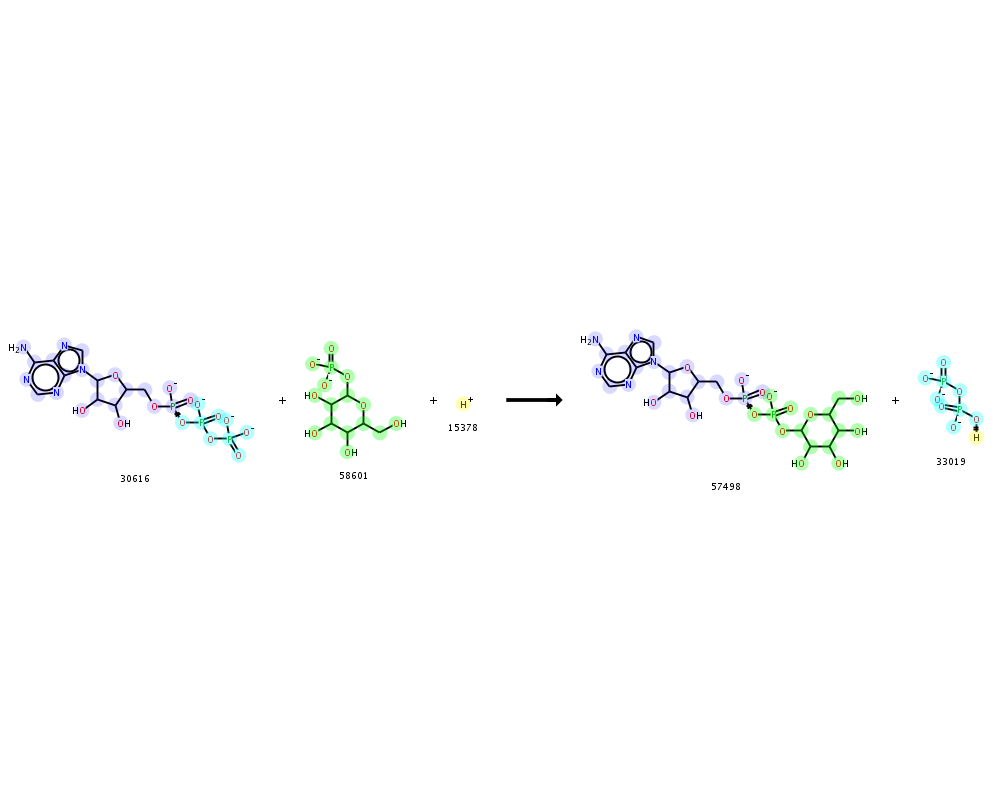 H2N N N N N O HO OH O P O- O O P O- O O P O- O- O
30616
+
O O- P O- O HO O HO OH OH
58601
+
H+
15378
H2N N N N N O HO OH O P O- O O P O- O O O OH OH HO OH
57498
+
O O- P O- O O P O- O H
33019